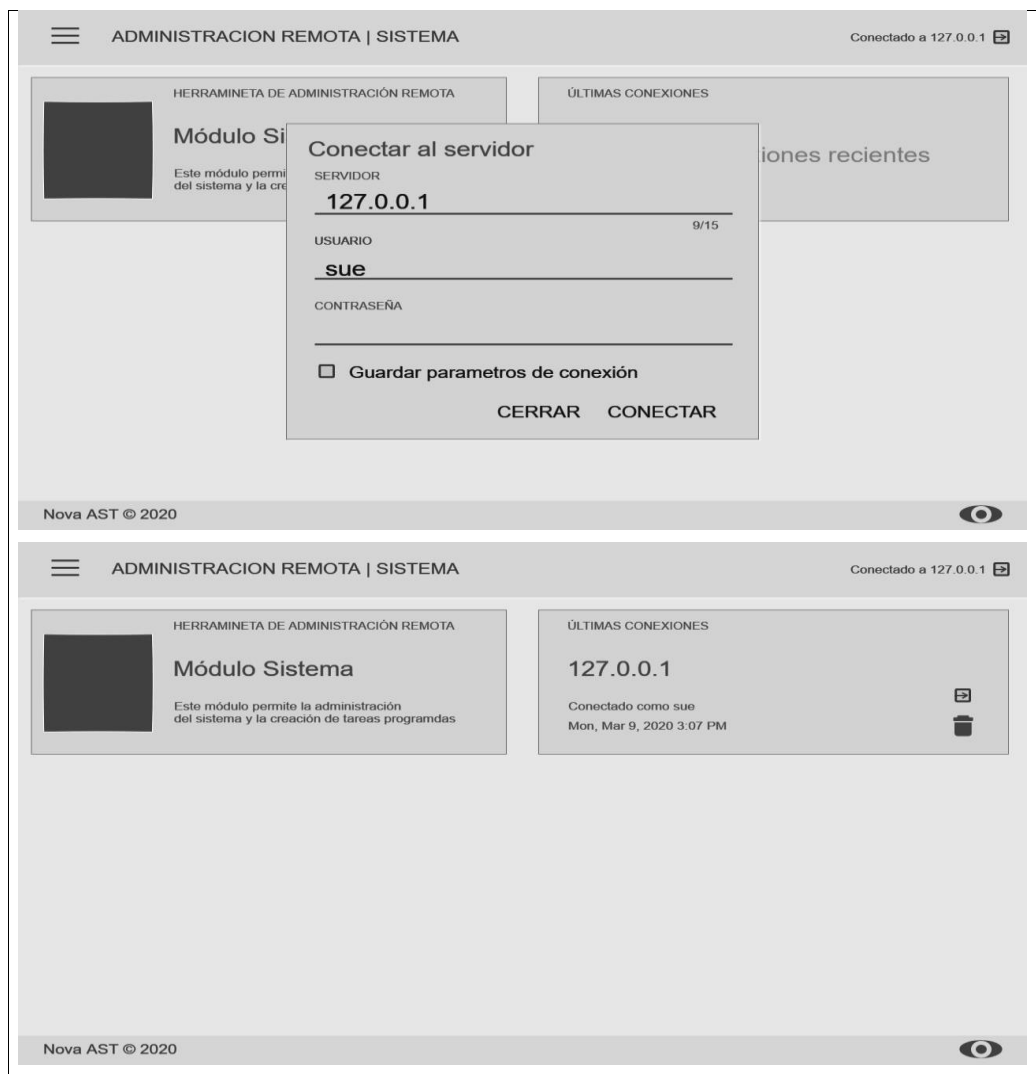 ADMINISTRACION REMOTA | SISTEMA
Conectado a 127.0.0.1
HERRAMINETA DE ADMINISTRACIÓN REMOTA
Módulo Si
Este módulo permi
del sistema y la cre
ÚLTIMAS CONEXIONES
iones recientes
Conectar al servidor
SERVIDOR
127.0.0.1
9/15
USUARIO
sue
CONTRASEÑA
Guardar parametros de conexión
CERRAR CONECTAR
Nova AST © 2020
ADMINISTRACION REMOTA | SISTEMA
Conectado a 127.0.0.1
HERRAMINETA DE ADMINISTRACIÓN REMOTA
Módulo Sistema
Este módulo permite la administración
del sistema y la creación de tareas programdas
ÚLTIMAS CONEXIONES
127.0.0.1
Conectado como sue
Mon, Mar 9, 2020 3:07 PM
Nova AST © 2020